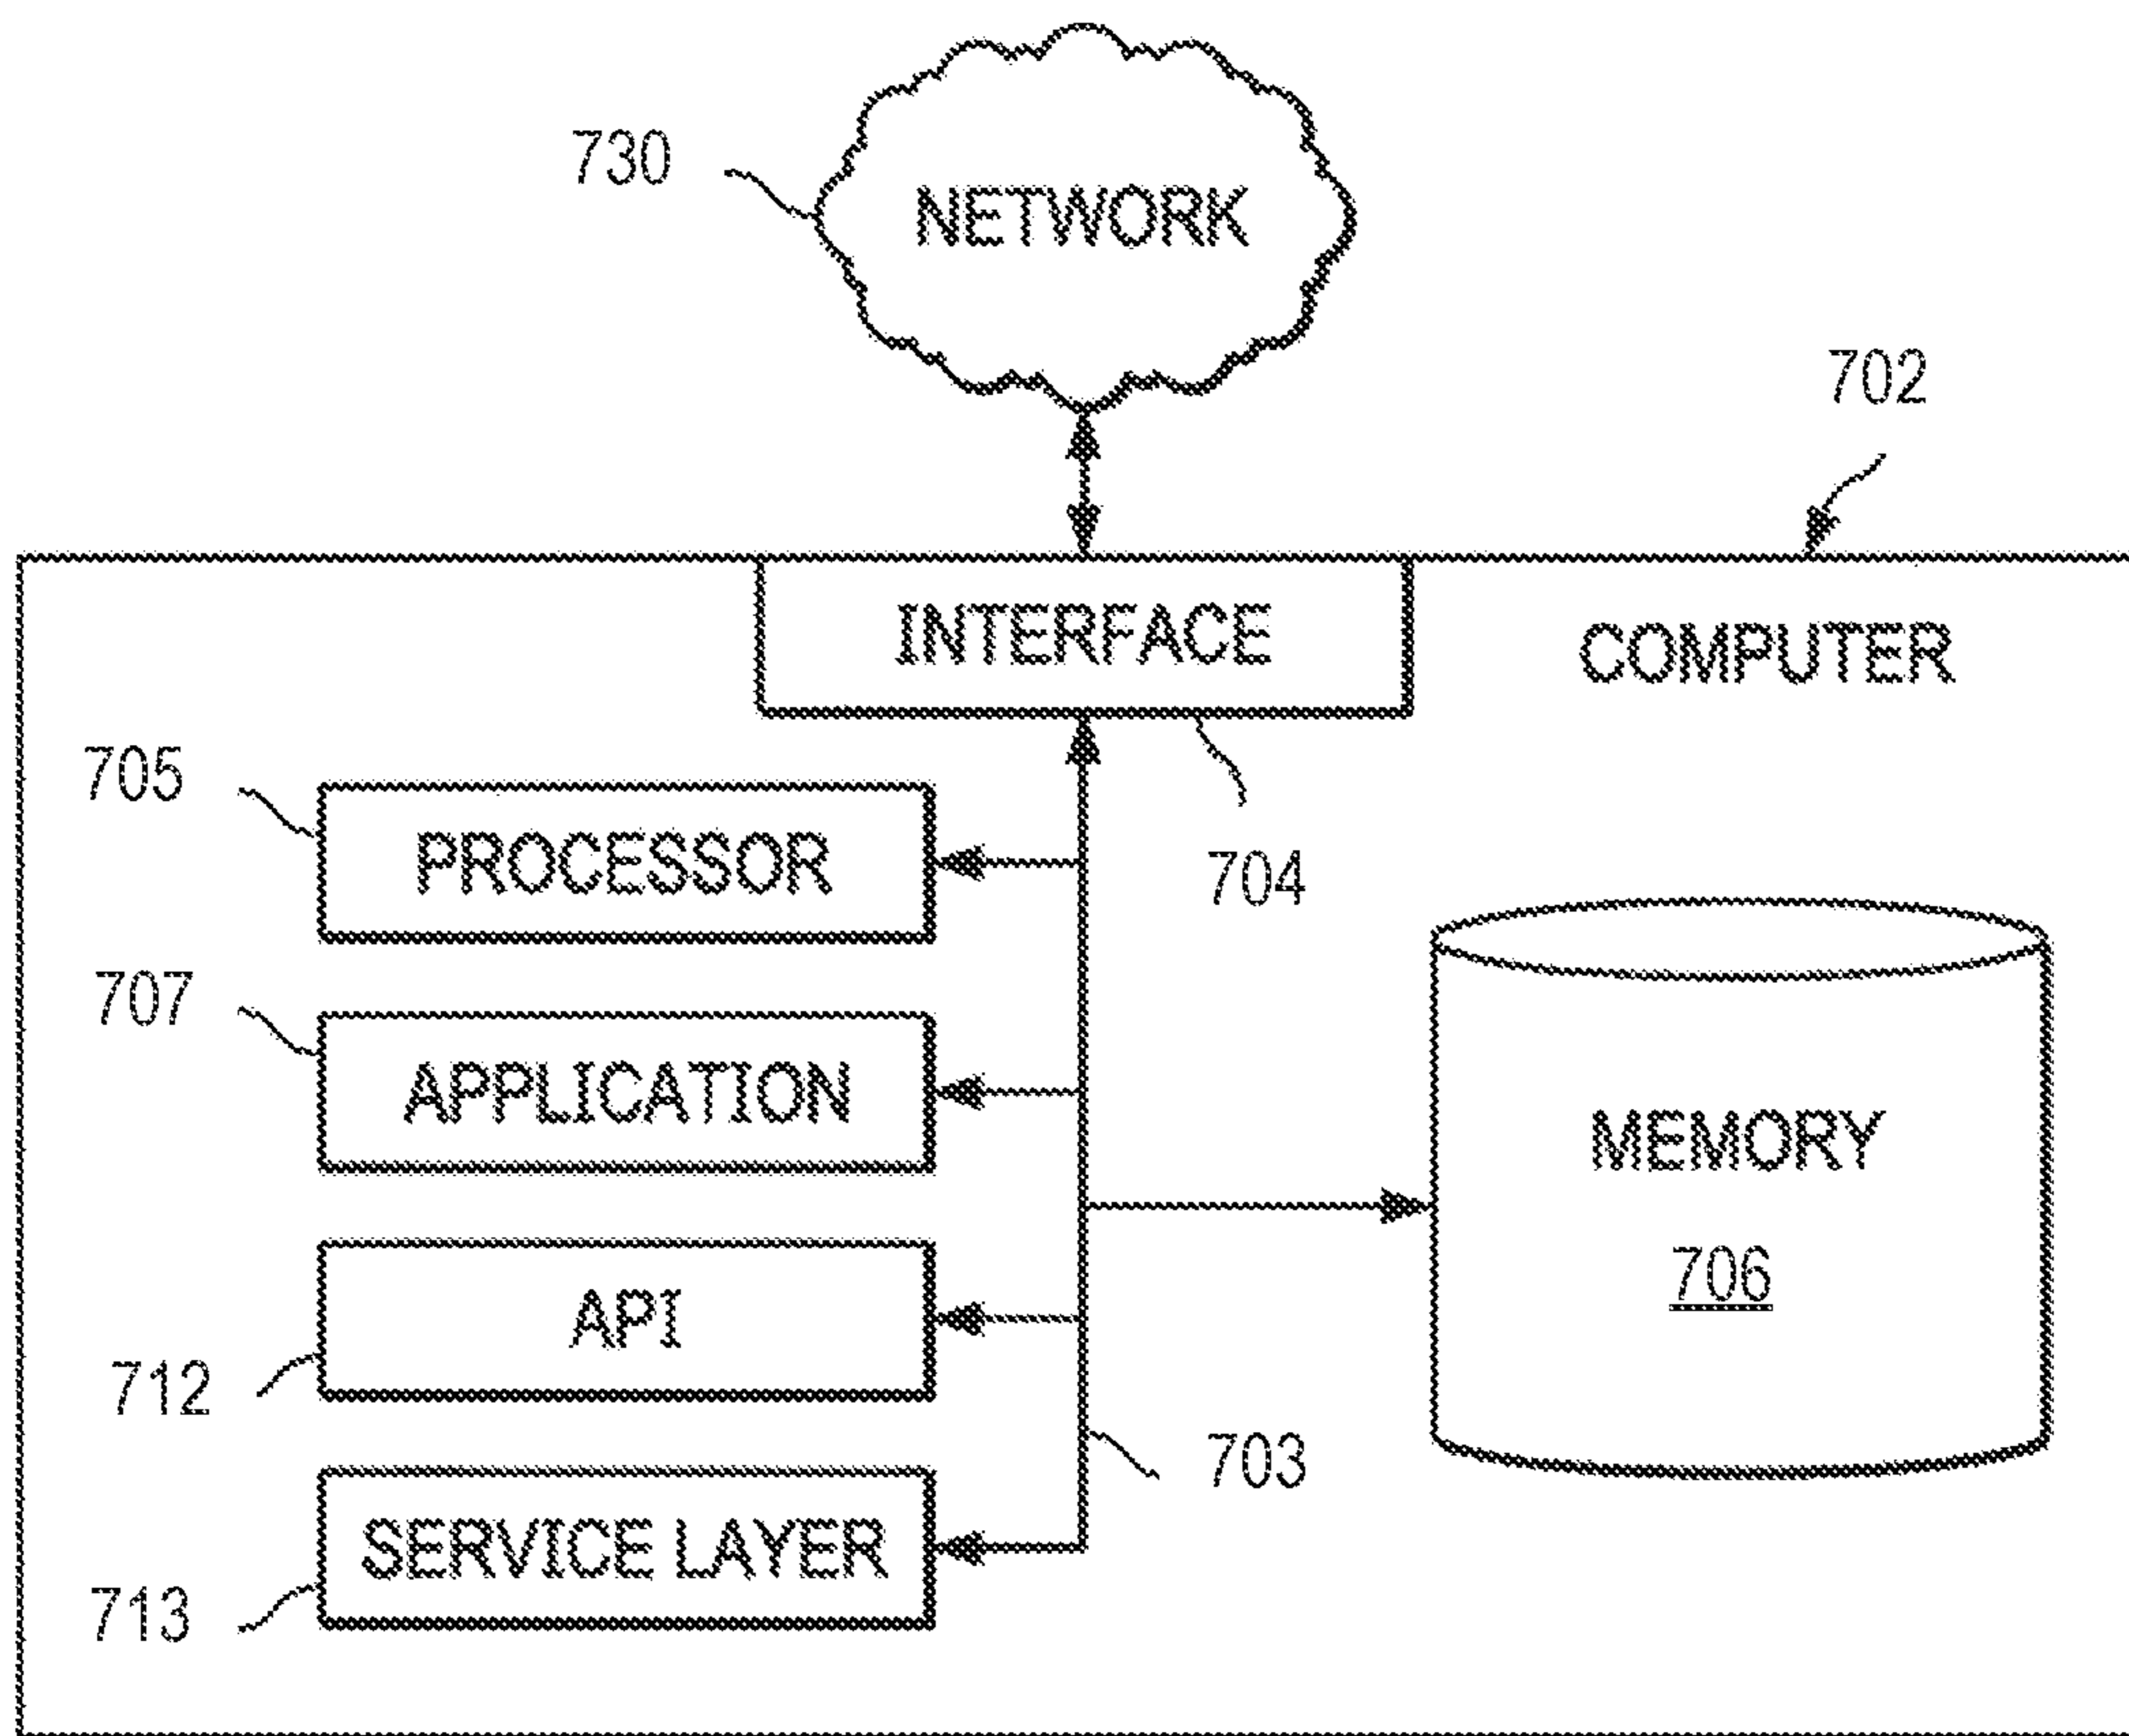 730
NETWORK
702
INTERFACE
COMPUTER
705
PROCESSOR
704
707
APPLICATION
MEMORY
706
API
712
703
SERVICE LAYER
713